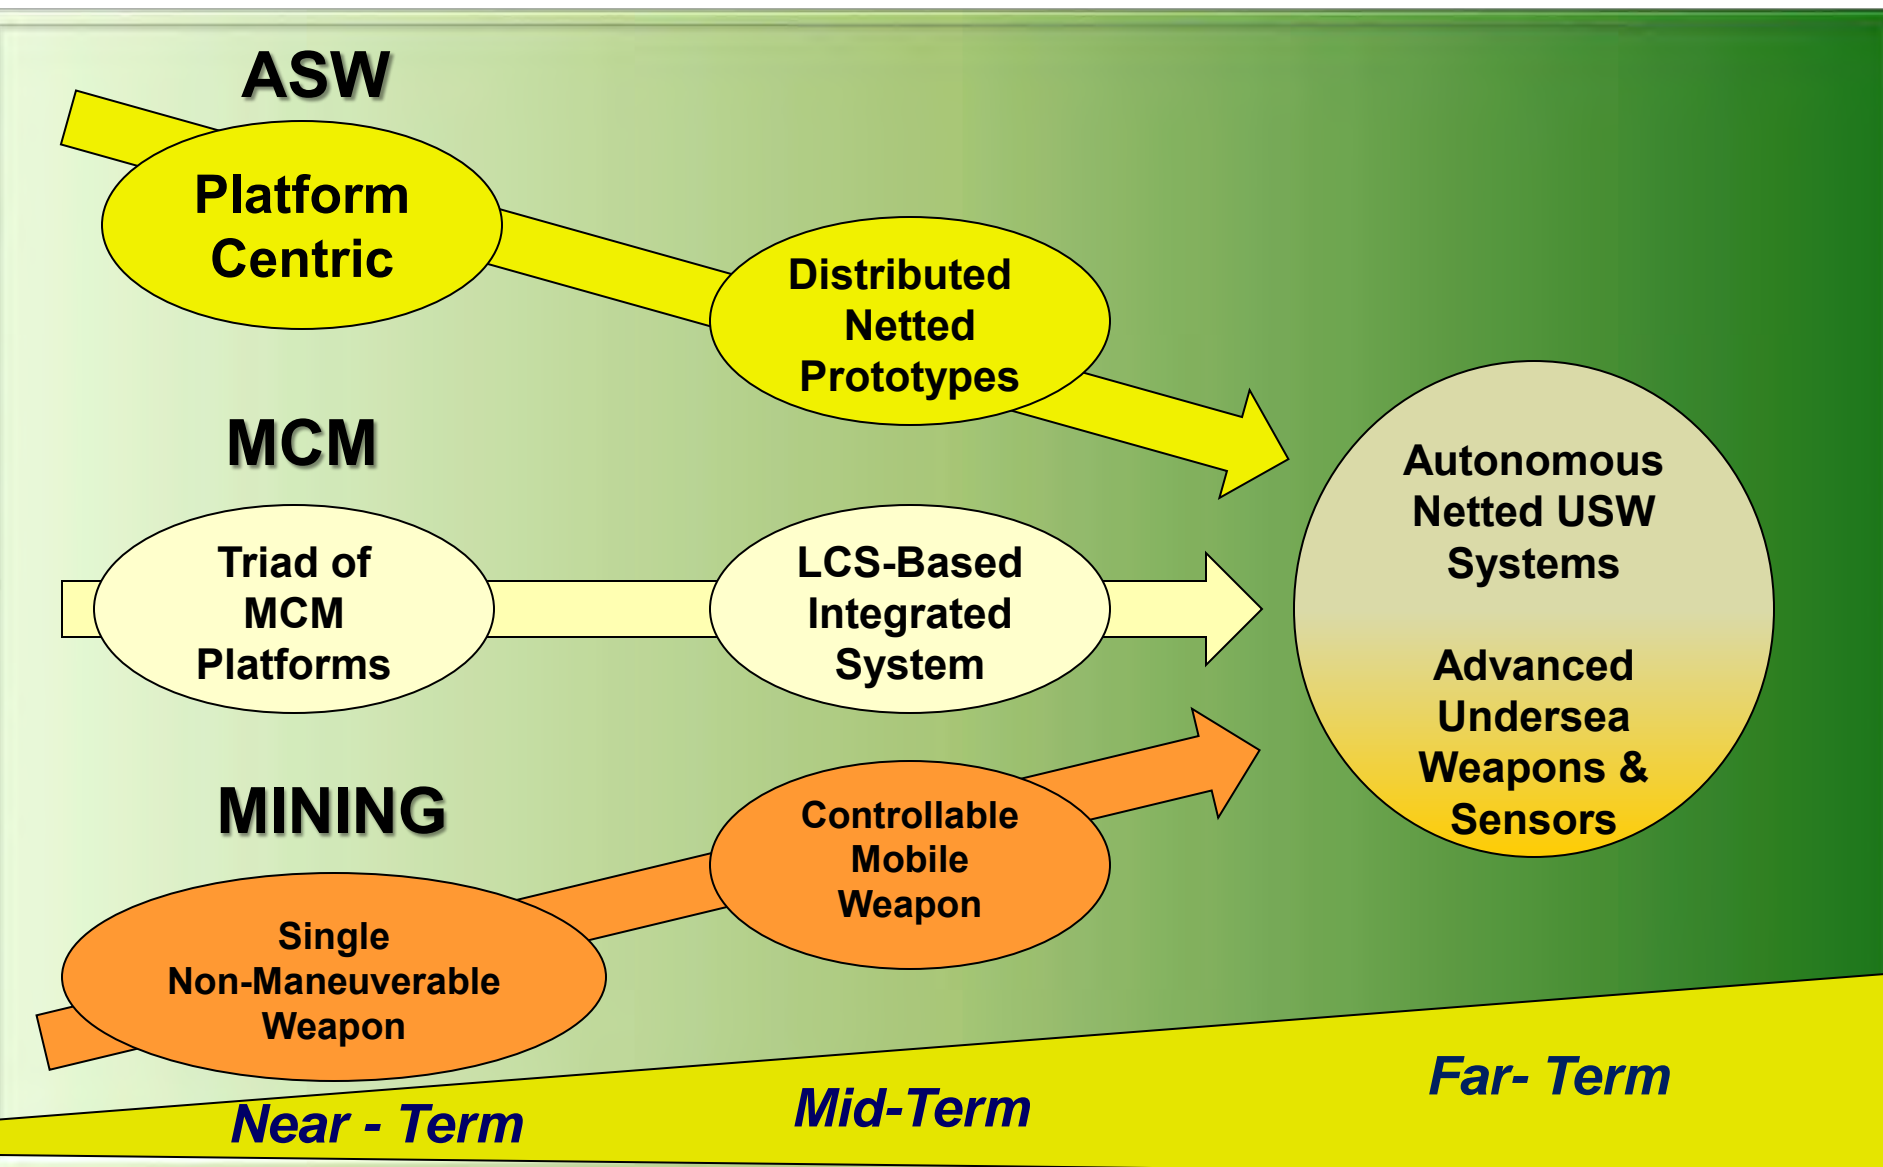 ASW
Platform
Centric
Distributed
Netted
Prototypes
MCM
Triad of
MCM
Platforms
LCS-Based
Integrated
System
MINING
Single
Non-Maneuverable
Weapon
Controllable
Mobile
Weapon
Autonomous
Netted USW
Systems
Advanced
Undersea
Weapons &
Sensors
Near - Term
Mid-Term
Far- Term